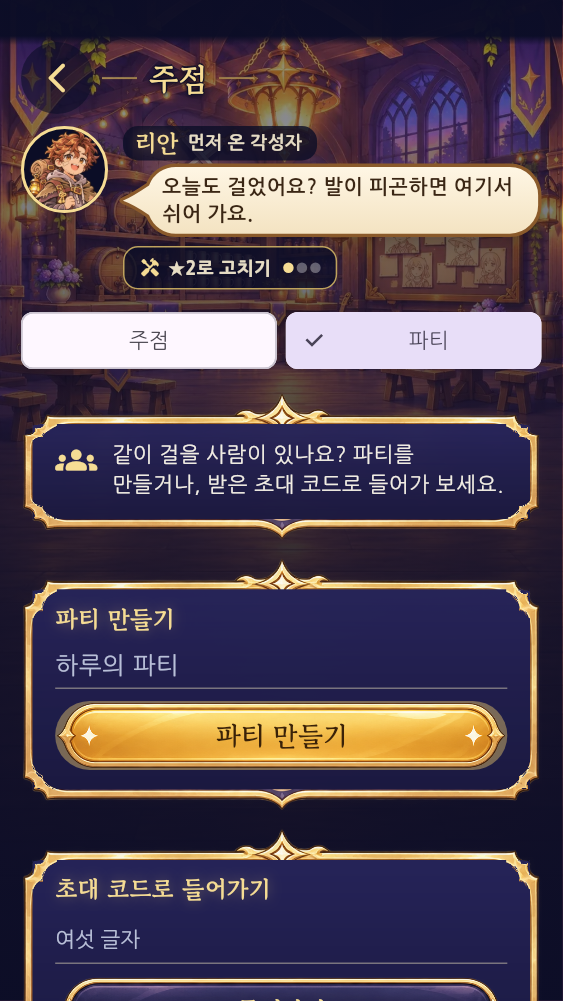 주점
리안 먼저 온 각성자
오늘도 걸었어요? 발이 피곤하면 여기서
쉬어 가요.
★2로 고치기
주점
파티
같이 걸을 사람이 있나요? 파티를
만들거나, 받은 초대 코드로 들어가 보세요.
파티 만들기
하루의 파티
파티 만들기
초대 코드로 들어가기
여섯 글자